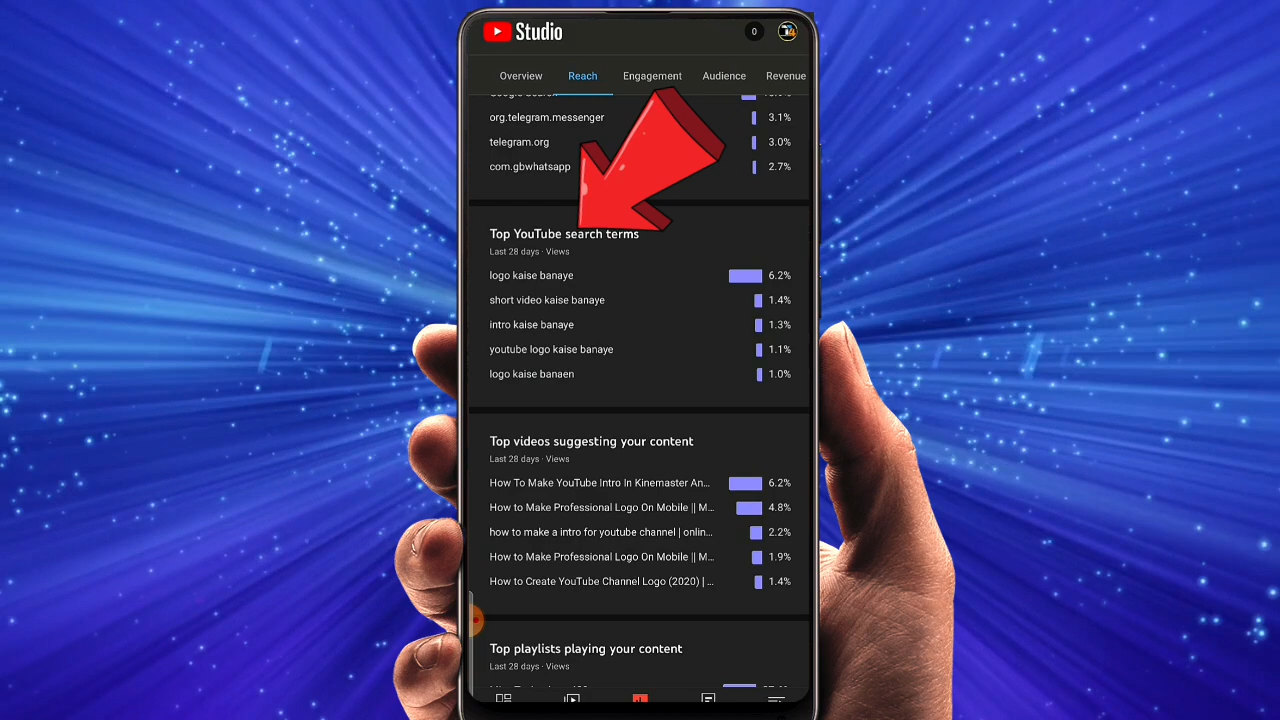 Studio
0
Overview Reach Engagement Audience Revenue
org.telegram.messenger 3.1%
telegram.org 3.0%
com.gbwhatsapp 2.7%
Top YouTube search terms
Last 28 days · Views
logo kaise banaye 6.2%
short video kaise banaye 1.4%
intro kaise banaye 1.3%
youtube logo kaise banaye 1.1%
logo kaise banaen 1.0%
Top videos suggesting your content
Last 28 days · Views
How To Make YouTube Intro In Kinemaster An... 6.2%
How to Make Professional Logo On Mobile || M... 4.8%
how to make a intro for youtube channel | onlin... 2.2%
How to Make Professional Logo On Mobile || M... 1.9%
How to Create YouTube Channel Logo (2020) | ... 1.4%
Top playlists playing your content
Last 28 days · Views